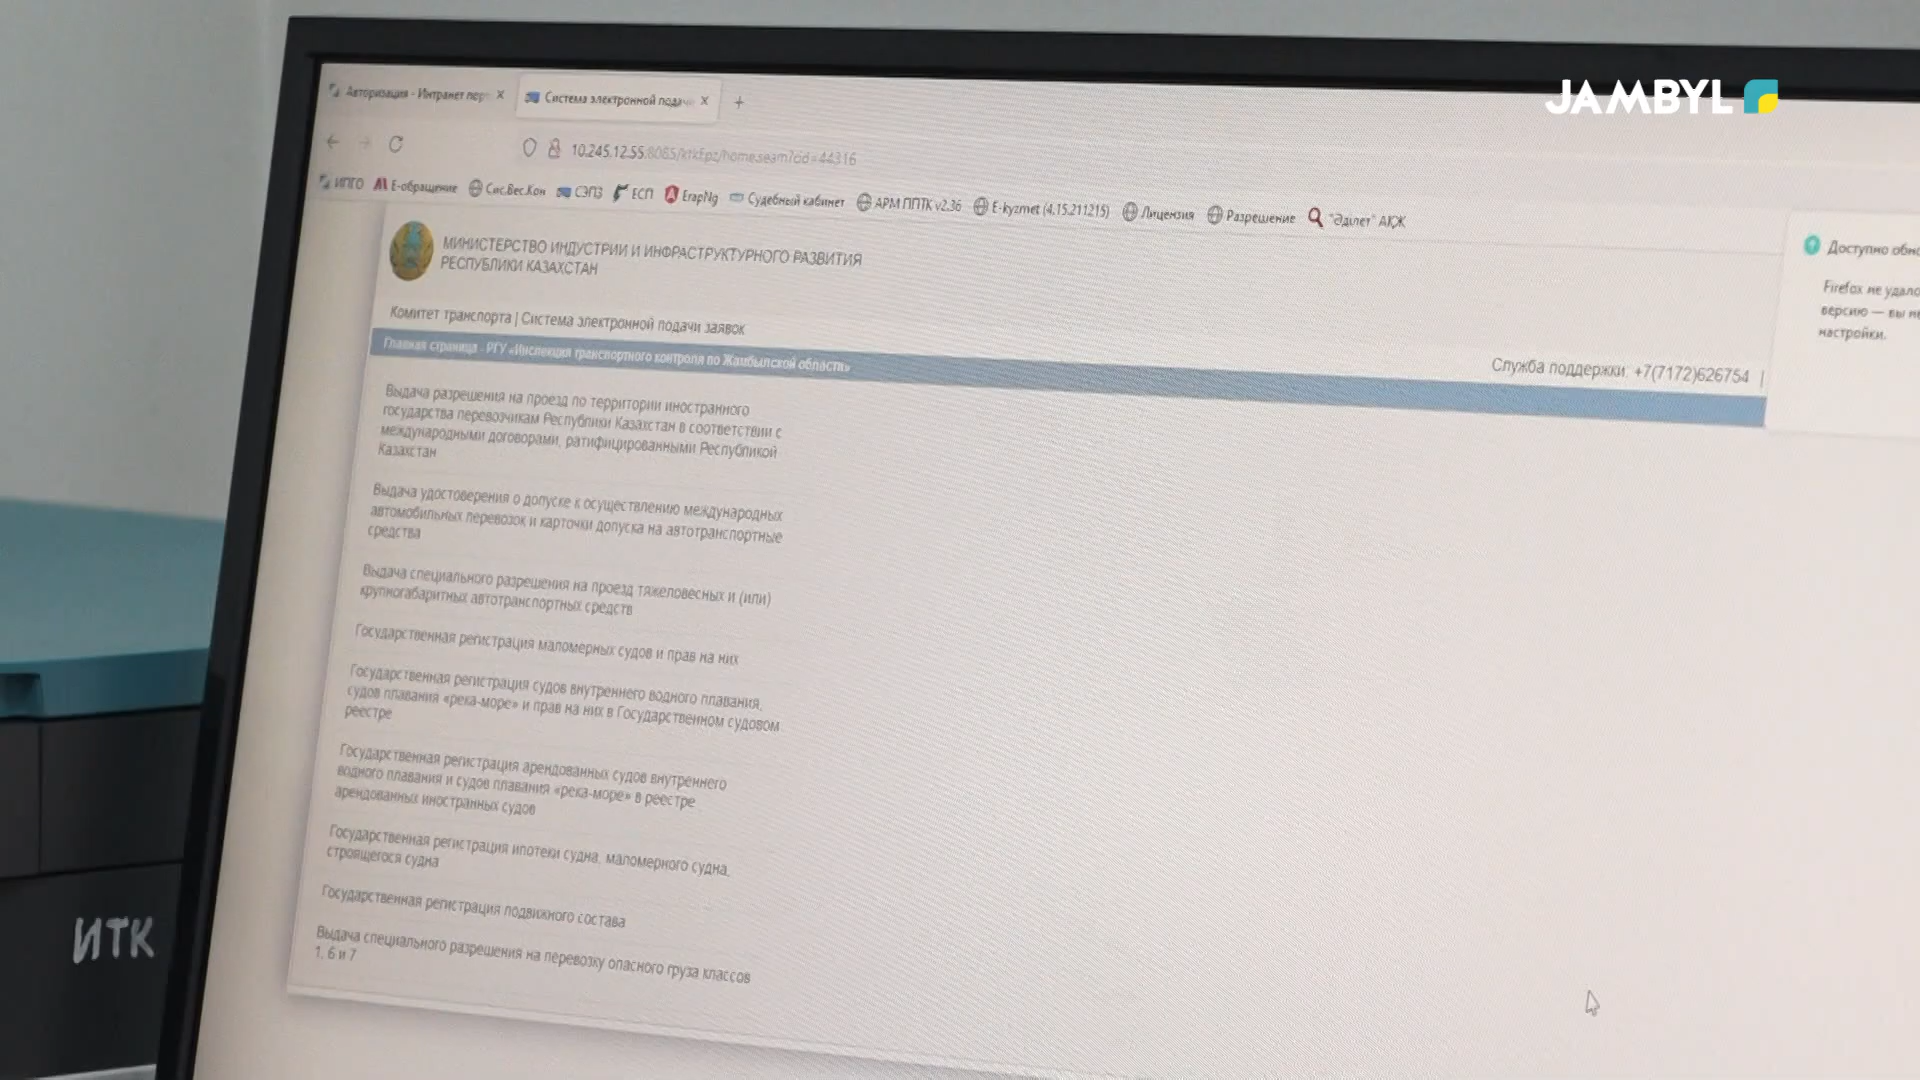 JAMBYL
Авторизация - Интранет пор
Система электронной подачи
10.245.12.55:8085/ktkfpz/home.seam?cid=44316
ИПГО Е-обращение Сис.Вес.Кон СЭПЗ ЕСП ErapNg Судебный кабинет АРМ ППТК v2.36 E-kyzmet (4.15.211215) Лицензия Разрешение "Әділет" АҚЖ
Доступно обно
Firefox не удало
версию — вы не
настройки.
МИНИСТЕРСТВО ИНДУСТРИИ И ИНФРАСТРУКТУРНОГО РАЗВИТИЯ
РЕСПУБЛИКИ КАЗАХСТАН
Комитет транспорта | Система электронной подачи заявок
Служба поддержки: +7(7172)626754 |
Главная страница - РГУ «Инспекция транспортного контроля по Жамбылской области»
Выдача разрешения на проезд по территории иностранного
государства перевозчикам Республики Казахстан в соответствии с
международными договорами, ратифицированными Республикой
Казахстан
Выдача удостоверения о допуске к осуществлению международных
автомобильных перевозок и карточки допуска на автотранспортные
средства
Выдача специального разрешения на проезд тяжеловесных и (или)
крупногабаритных автотранспортных средств
Государственная регистрация маломерных судов и прав на них
Государственная регистрация судов внутреннего водного плавания,
судов плавания «река-море» и прав на них в Государственном судовом
реестре
Государственная регистрация арендованных судов внутреннего
водного плавания и судов плавания «река-море» в реестре
арендованных иностранных судов
Государственная регистрация ипотеки судна, маломерного судна,
строящегося судна
Государственная регистрация подвижного состава
Выдача специального разрешения на перевозку опасного груза классов
1, 6 и 7
ИТК